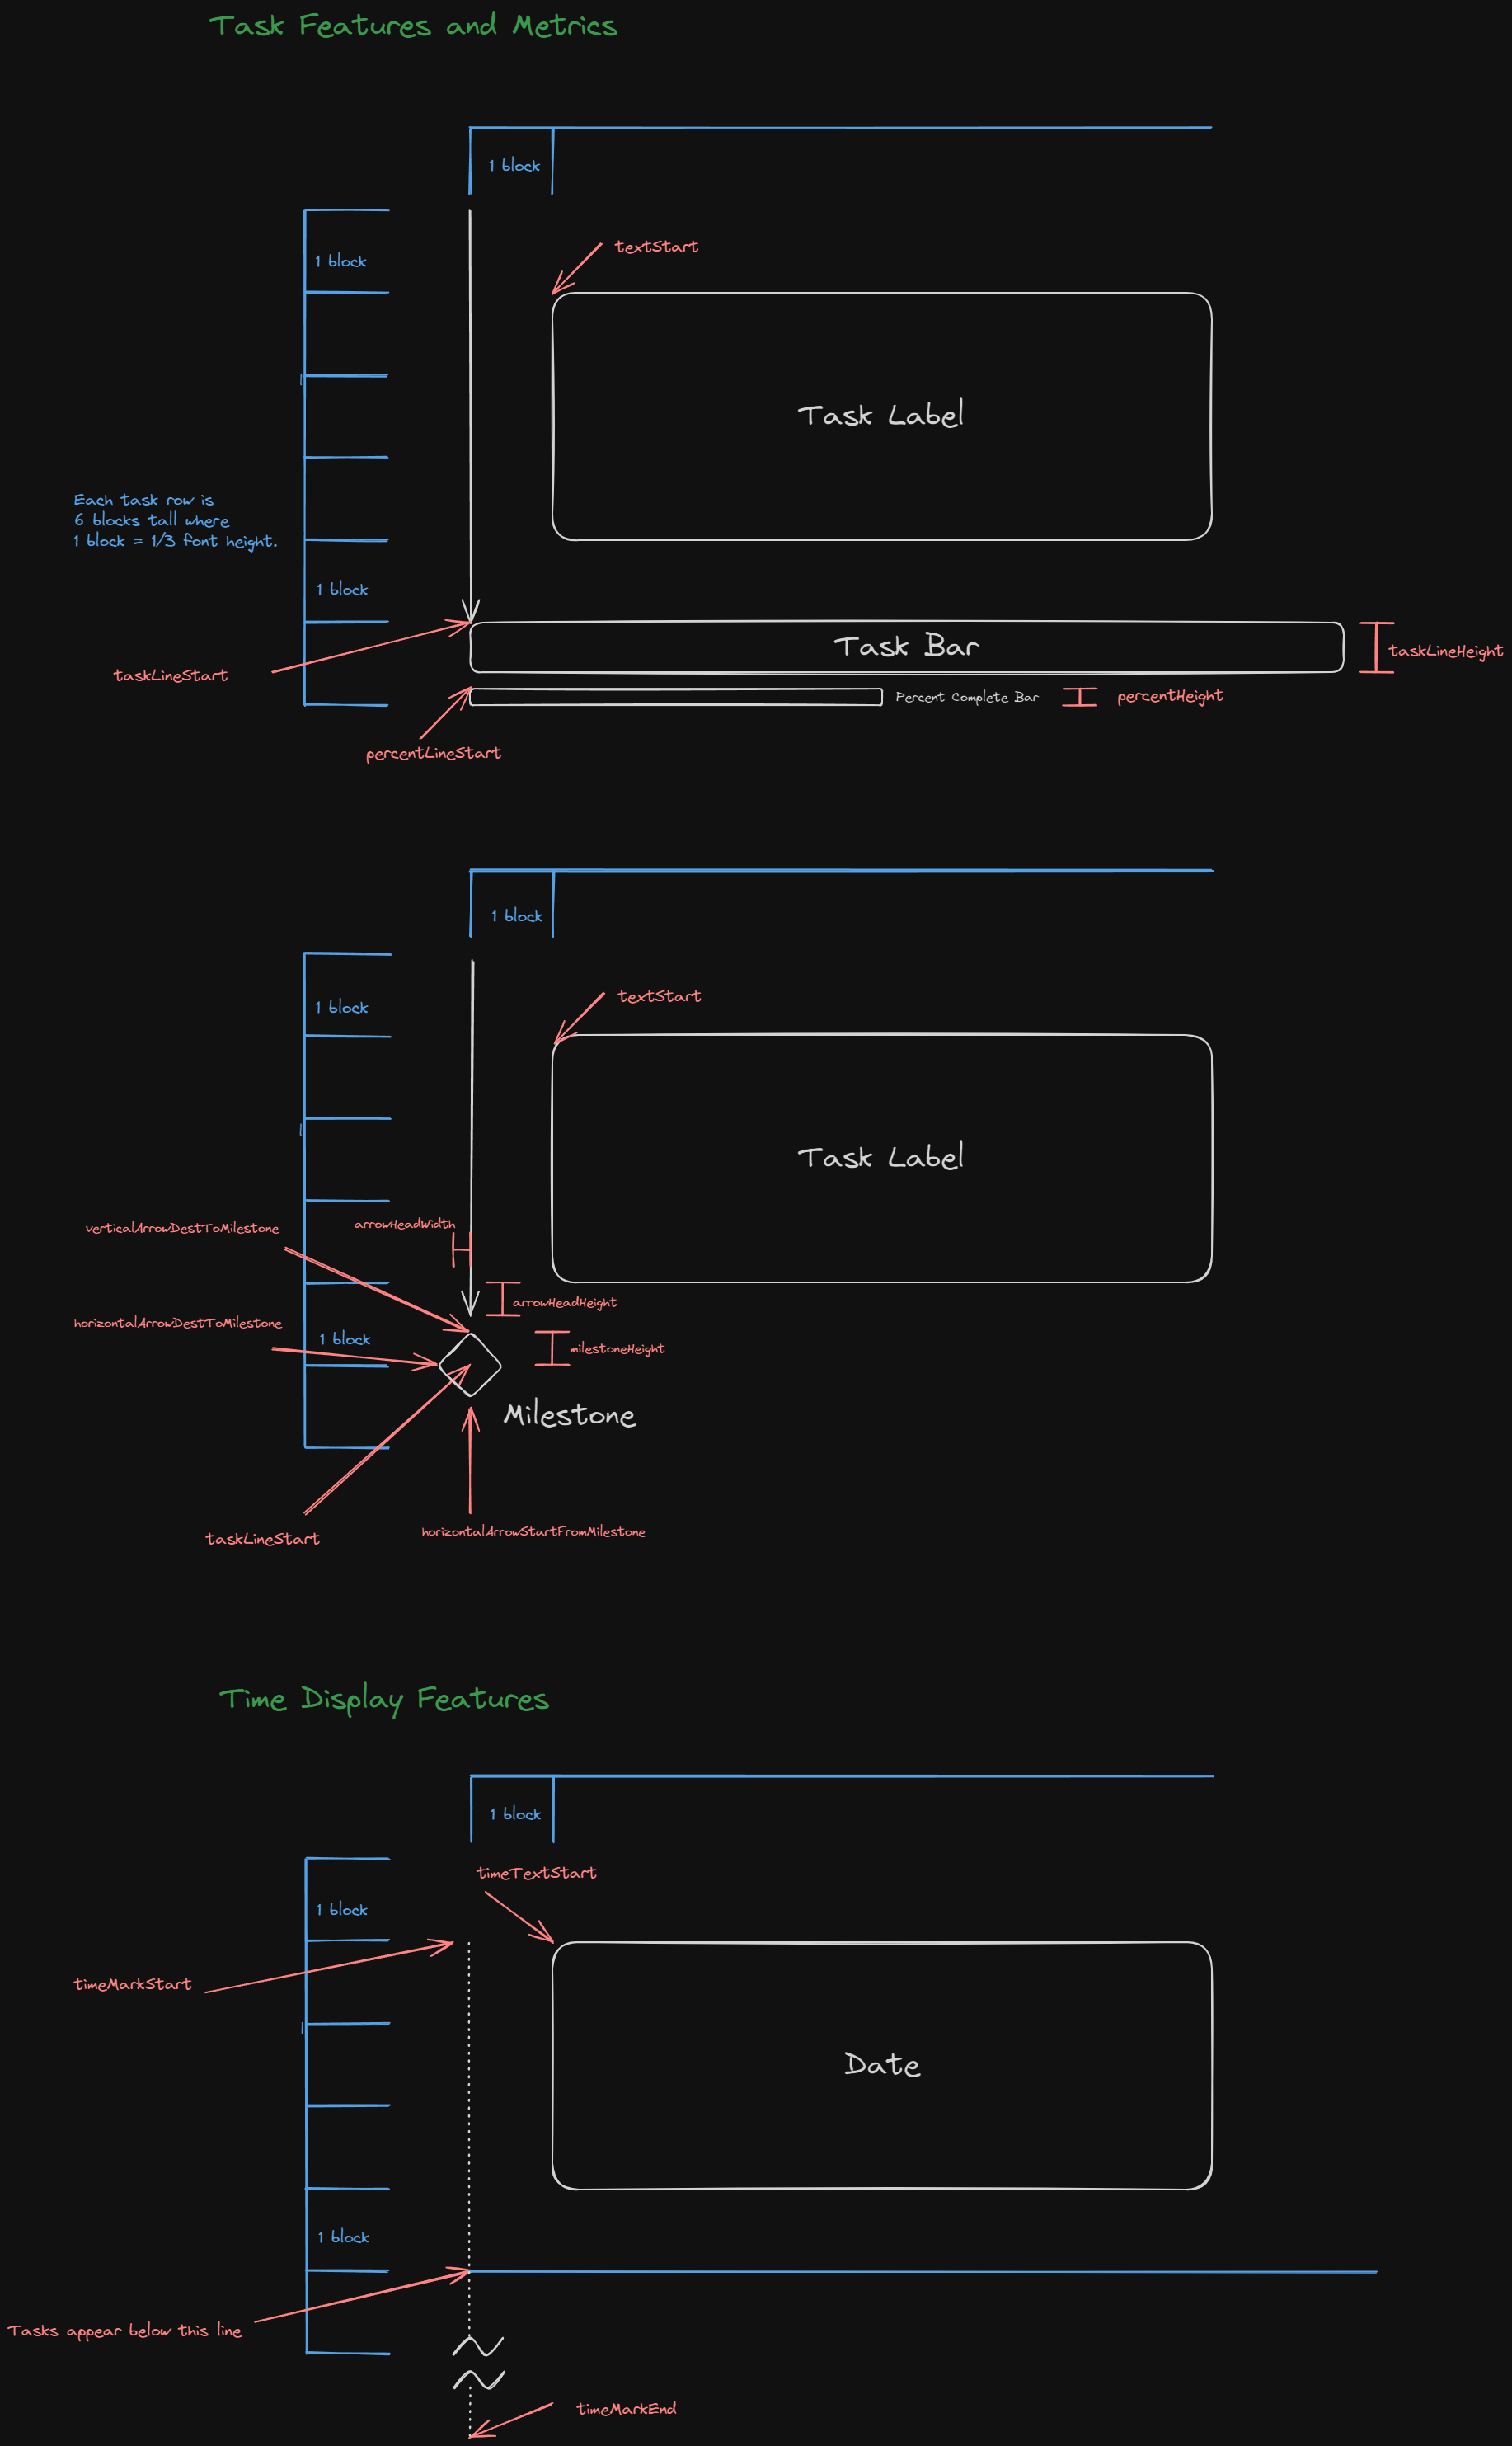 Task Features and Metrics
1 block
1 block
textStart
Task Label
Each task row is
6 blocks tall where
1 block = 1/3 font height.
1 block
Task Bar
taskLineHeight
taskLineStart
Percent Complete Bar
percentHeight
percentLineStart
1 block
1 block
textStart
Task Label
verticalArrowDestToMilestone
arrowHeadWidth
arrowHeadHeight
horizontalArrowDestToMilestone
1 block
milestoneHeight
Milestone
taskLineStart
horizontalArrowStartFromMilestone
Time Display Features
1 block
timeTextStart
1 block
timeMarkStart
Date
1 block
Tasks appear below this line
timeMarkEnd